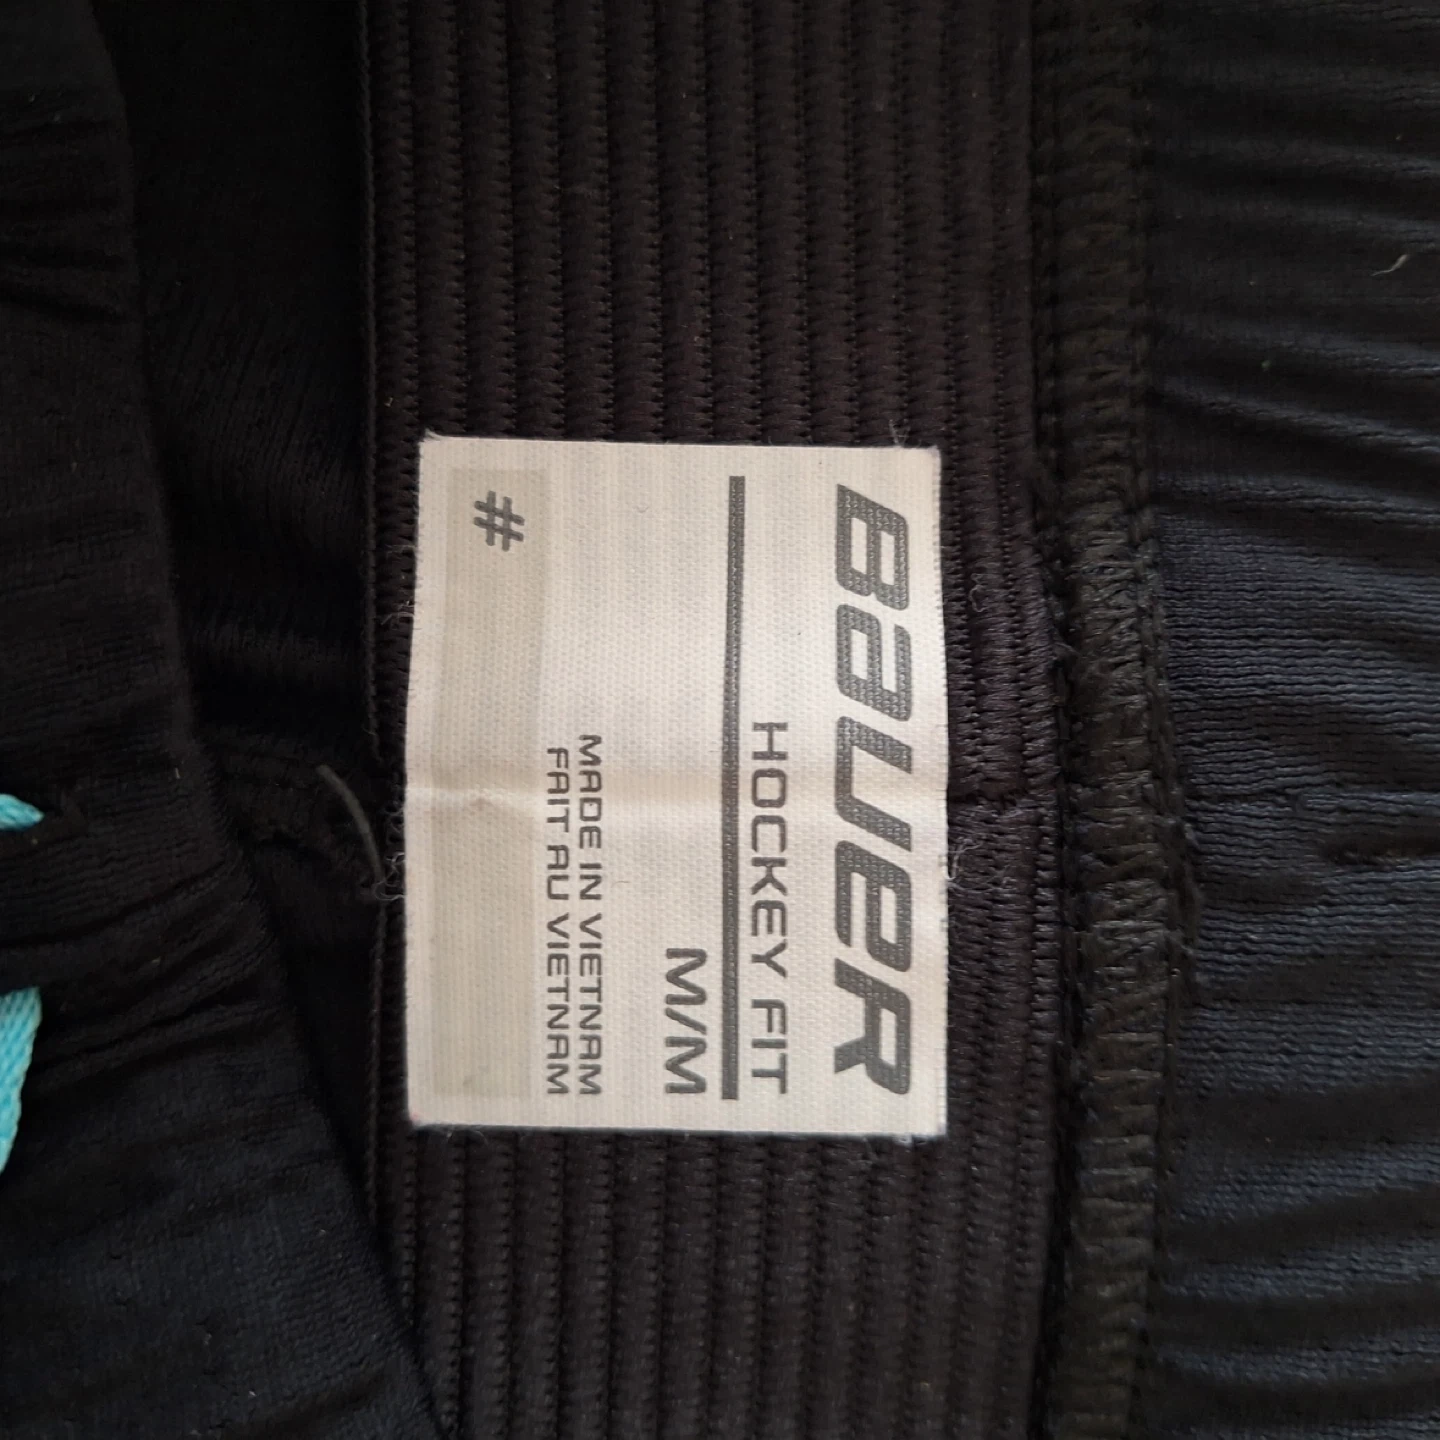 BAUER
HOCKEY FIT
M/M
MADE IN VIETNAM
FAIT AU VIETNAM
#